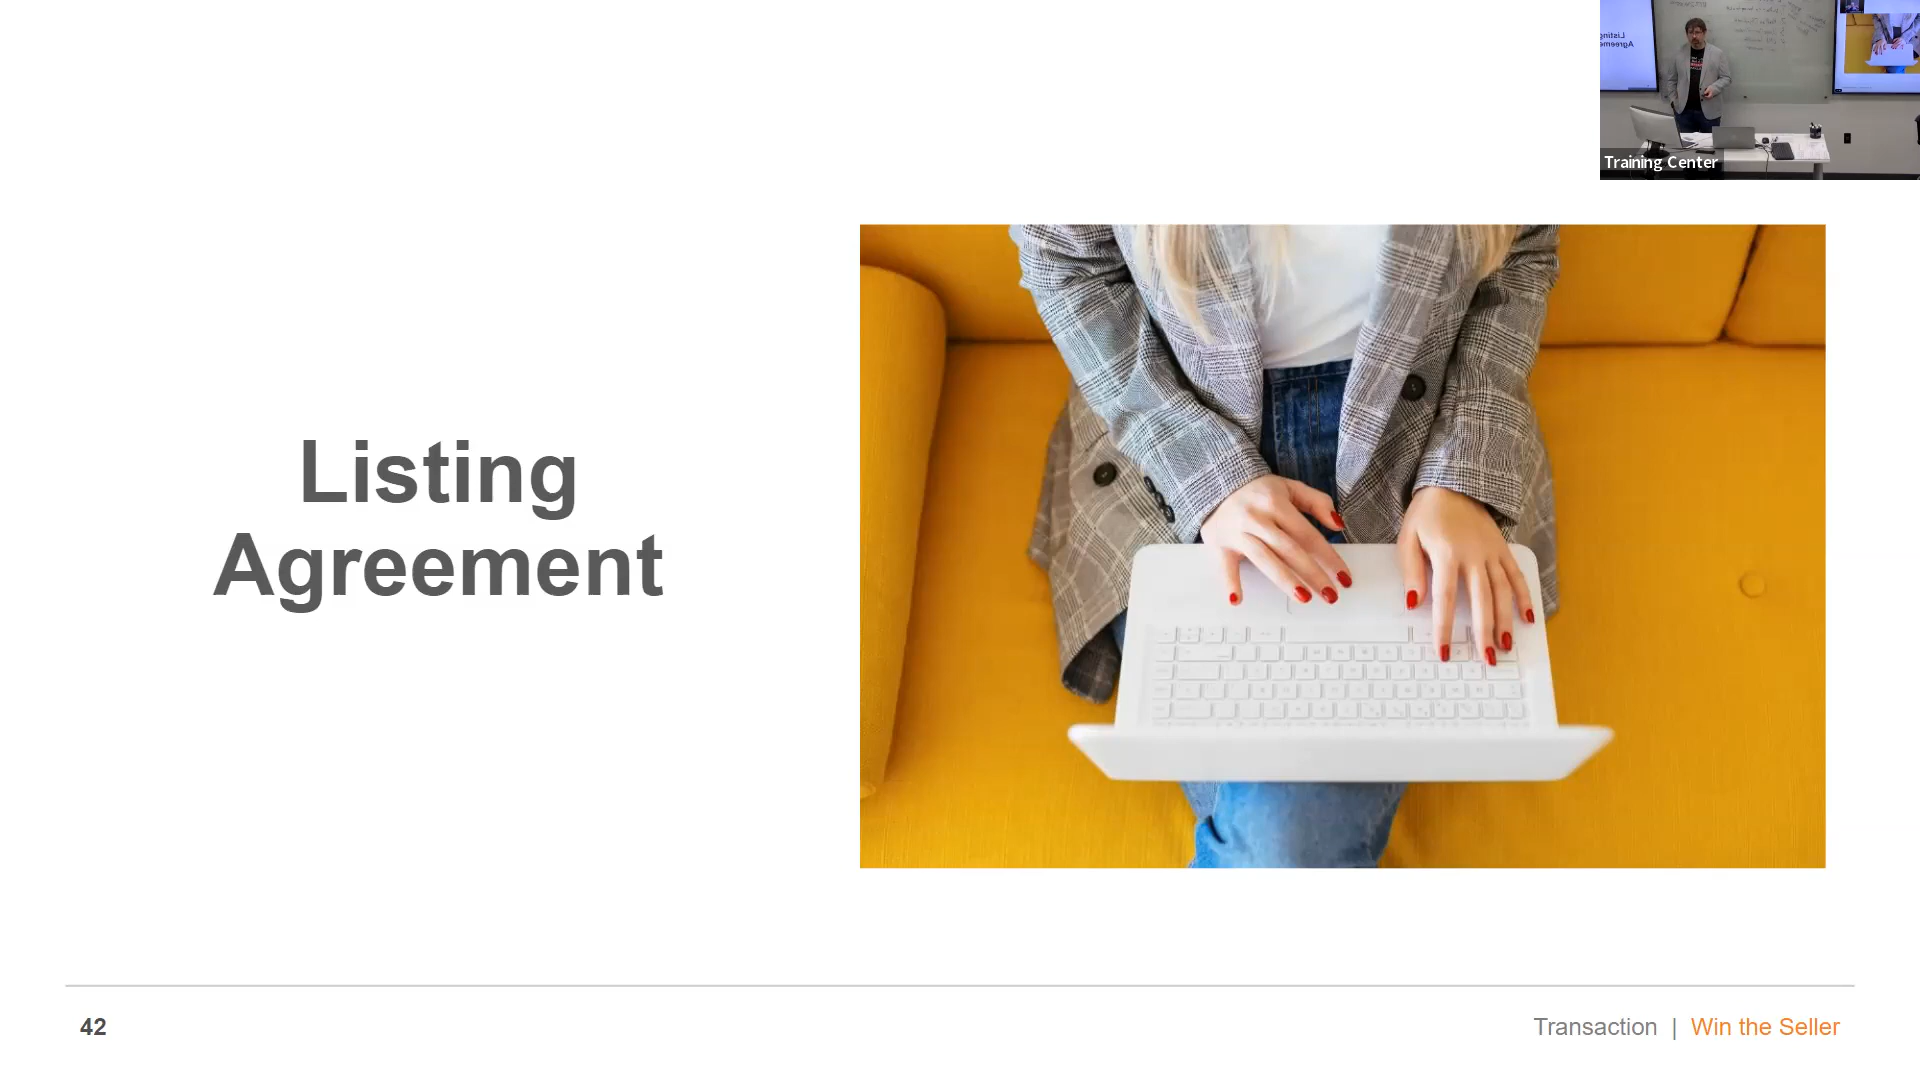 Training Center
Listing
Agreement
42
Transaction | Win the Seller